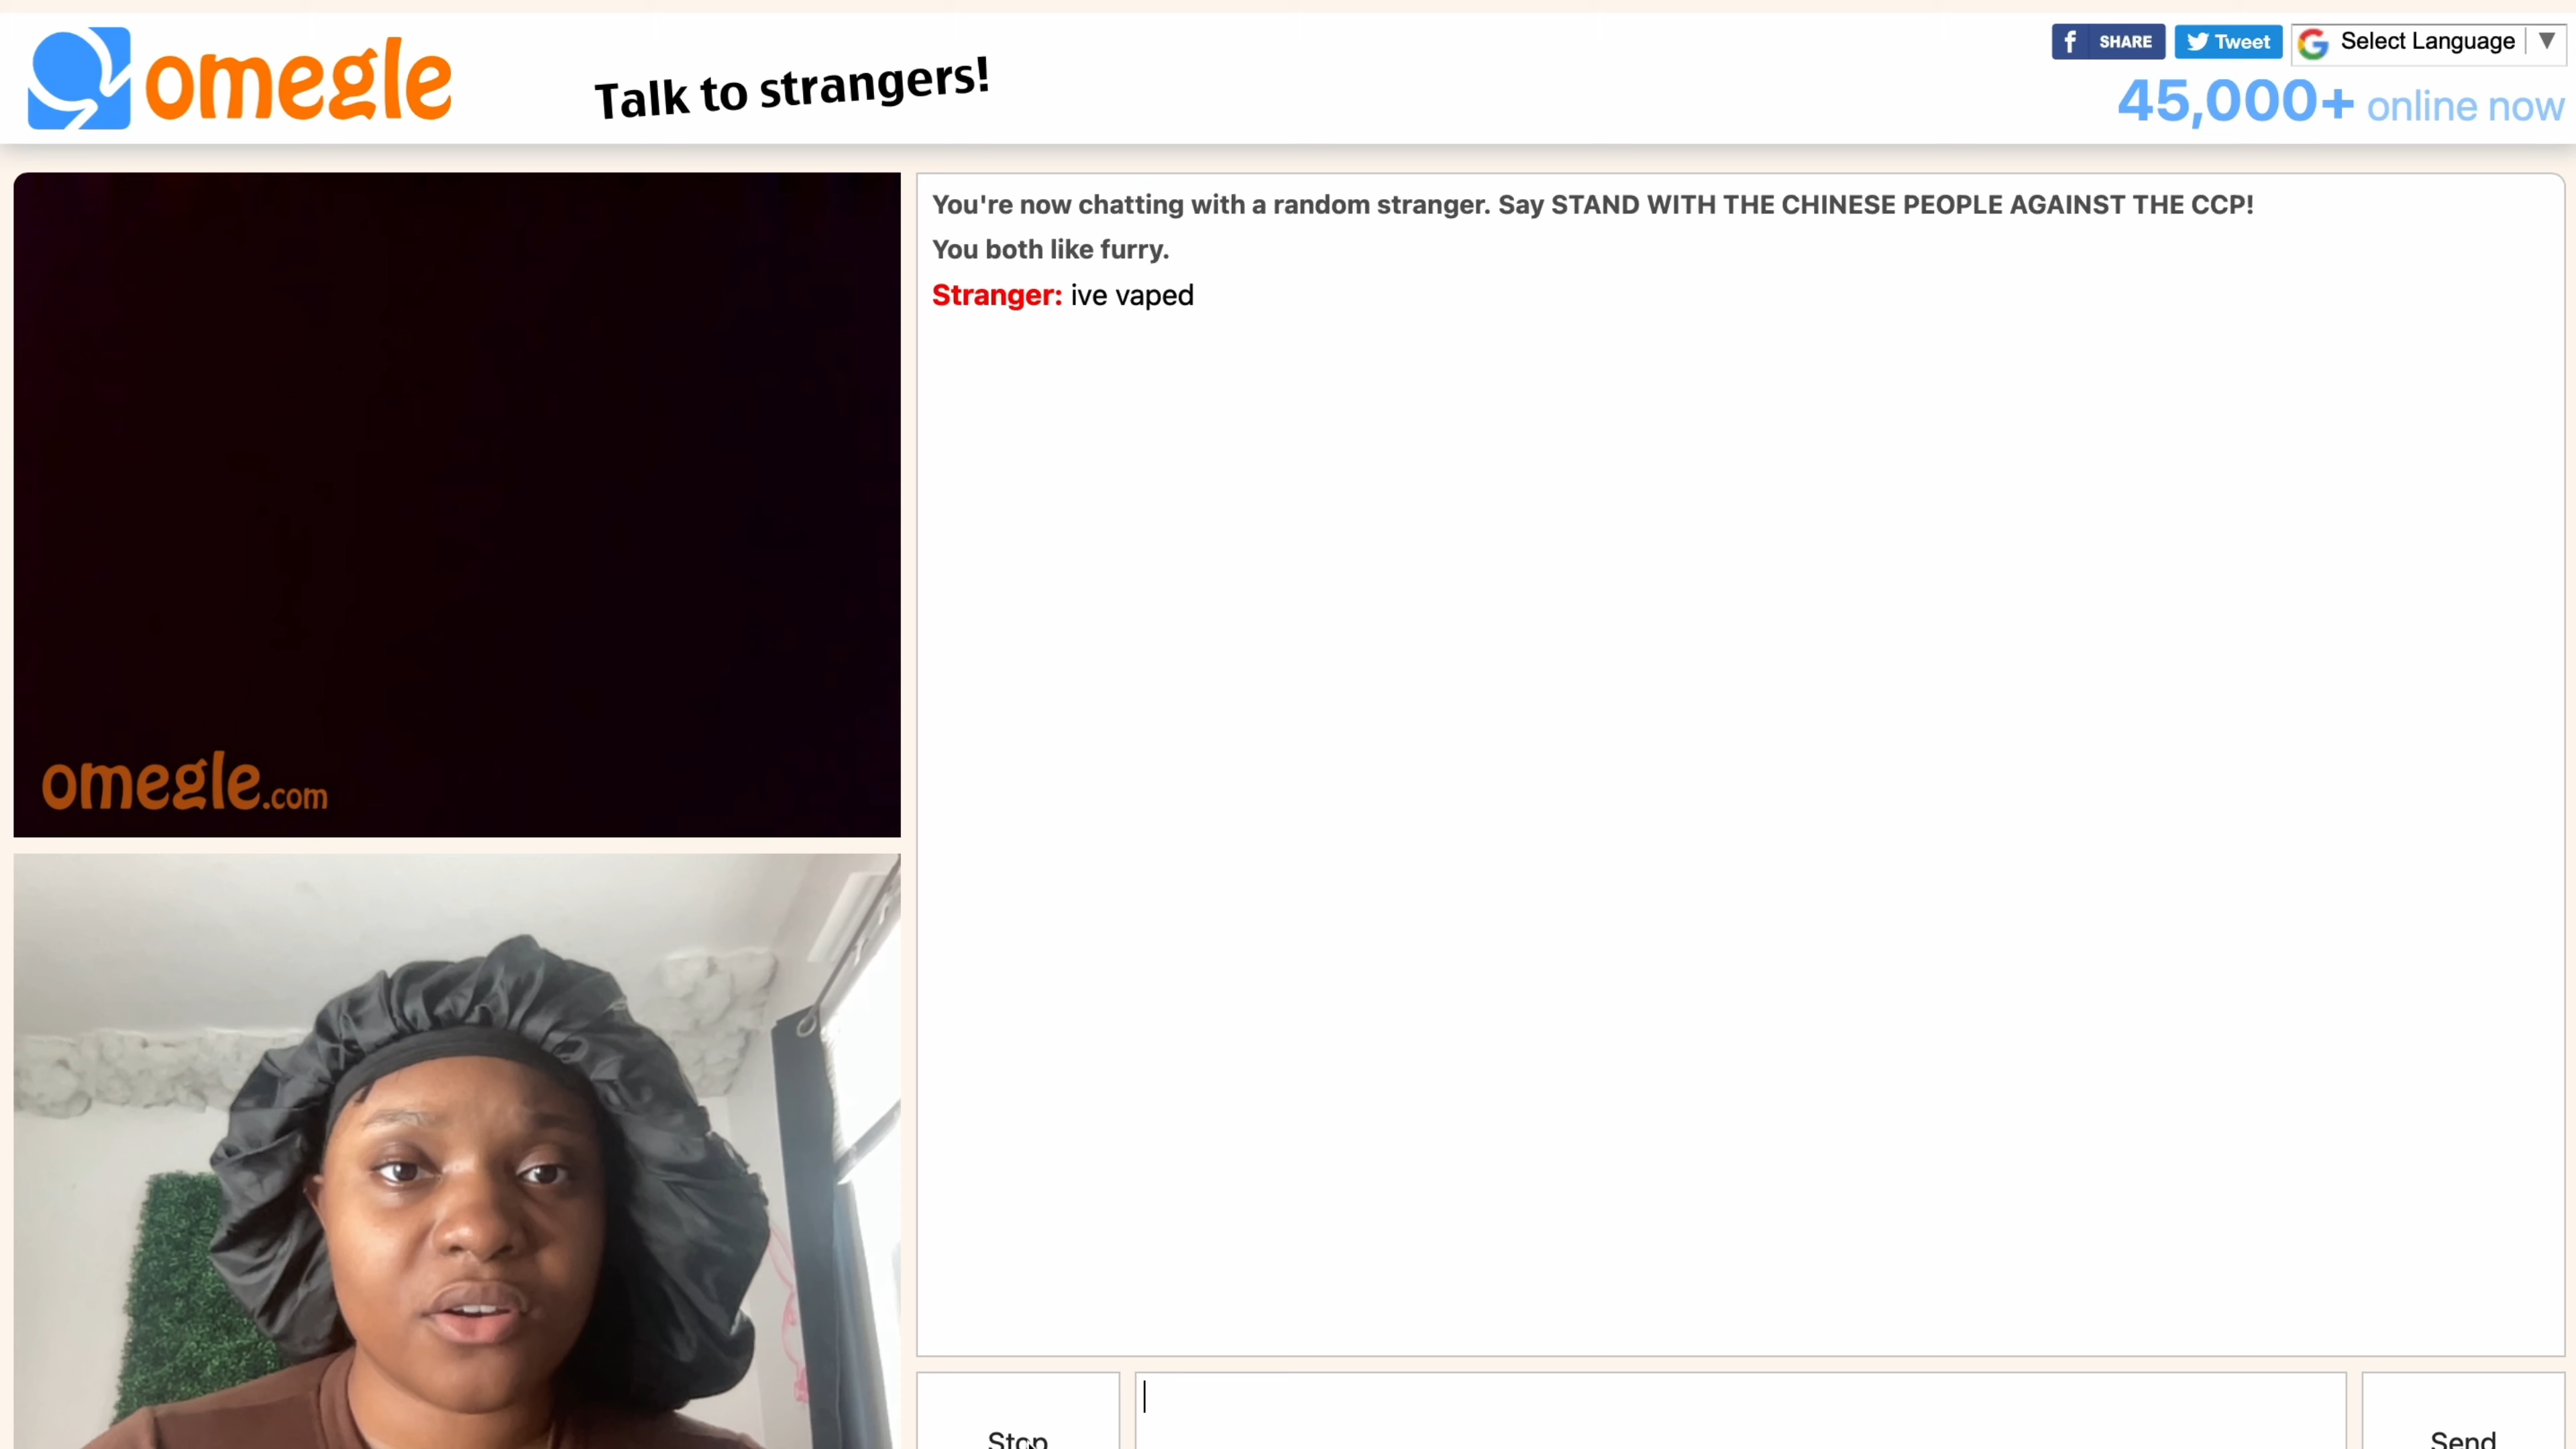 omegle
Talk to strangers!
f SHARE
Tweet
G Select Language ▼
45,000+ online now
You're now chatting with a random stranger. Say STAND WITH THE CHINESE PEOPLE AGAINST THE CCP!
You both like furry.
Stranger: ive vaped
omegle.com
Stop
Send